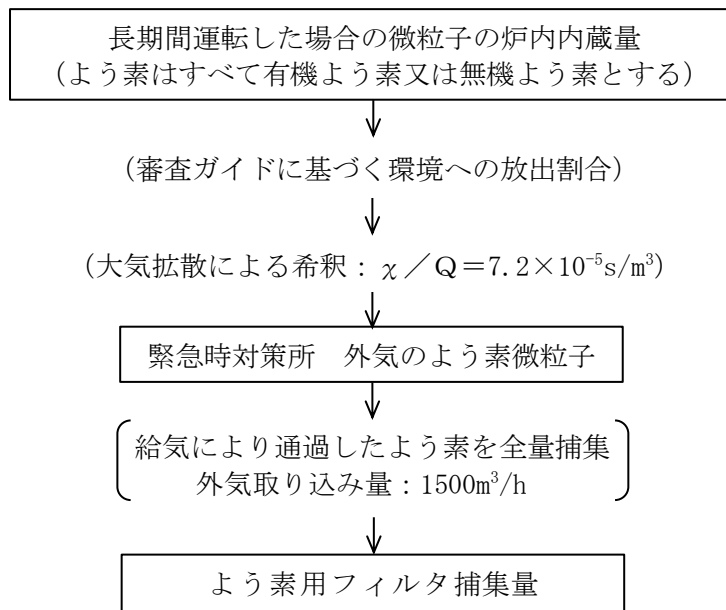 長期間運転した場合の微粒子の炉内内蔵量
(よう素はすべて有機よう素又は無機よう素とする)
(審査ガイドに基づく環境への放出割合)
(大気拡散による希釈：χ／Q＝7.2×10⁻⁵s/m³)
緊急時対策所　外気のよう素微粒子
給気により通過したよう素を全量捕集
外気取り込み量：1500m³/h
よう素用フィルタ捕集量